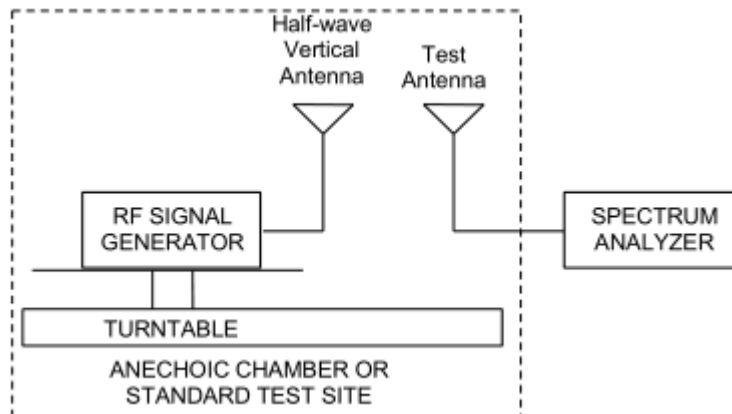 Half-wave
Vertical
Antenna
Test
Antenna
RF SIGNAL
GENERATOR
SPECTRUM
ANALYZER
TURNTABLE
ANECHOIC CHAMBER OR
STANDARD TEST SITE